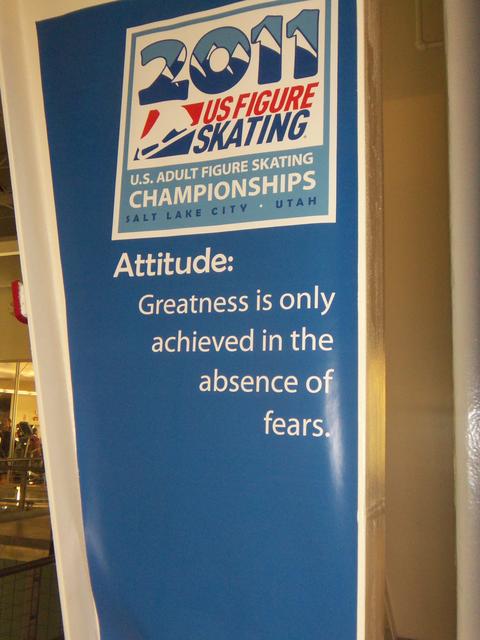 2011
US FIGURE
SKATING
U.S. ADULT FIGURE SKATING
CHAMPIONSHIPS
SALT LAKE CITY · UTAH
Attitude:
Greatness is only
achieved in the
absence of
fears.